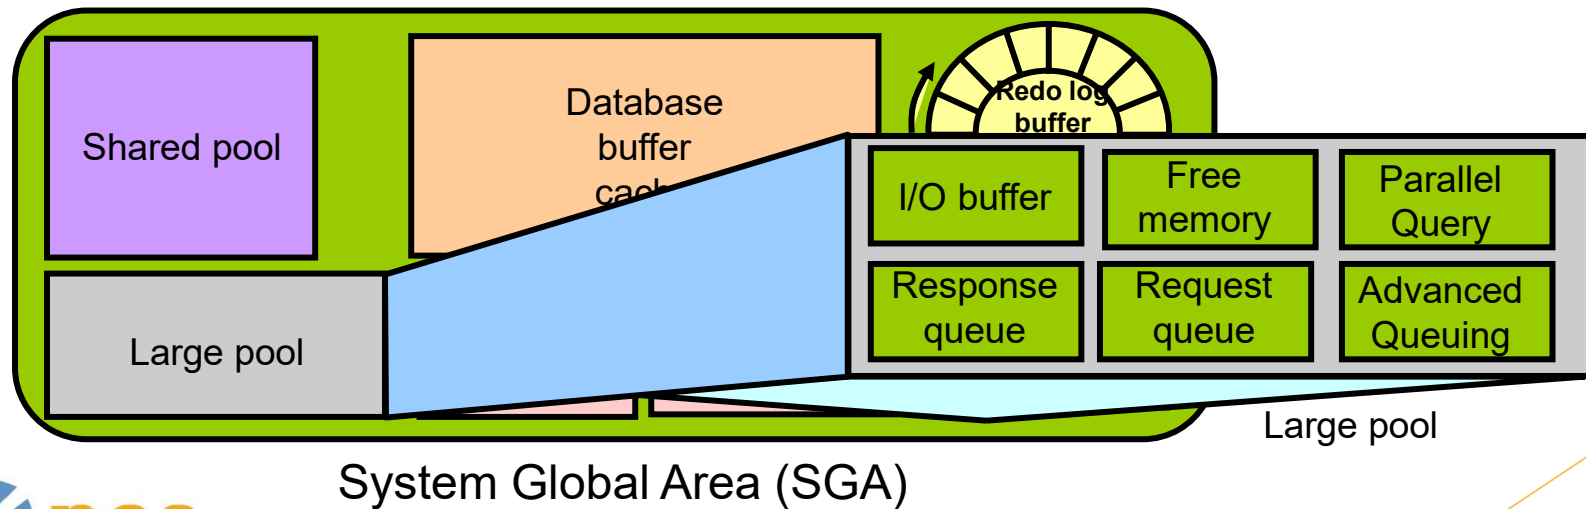 Shared pool
Database
buffer
Redo log
buffer
I/O buffer
Free
memory
Parallel
Query
Response
queue
Request
queue
Advanced
Queuing
Large pool
Large pool
System Global Area (SGA)